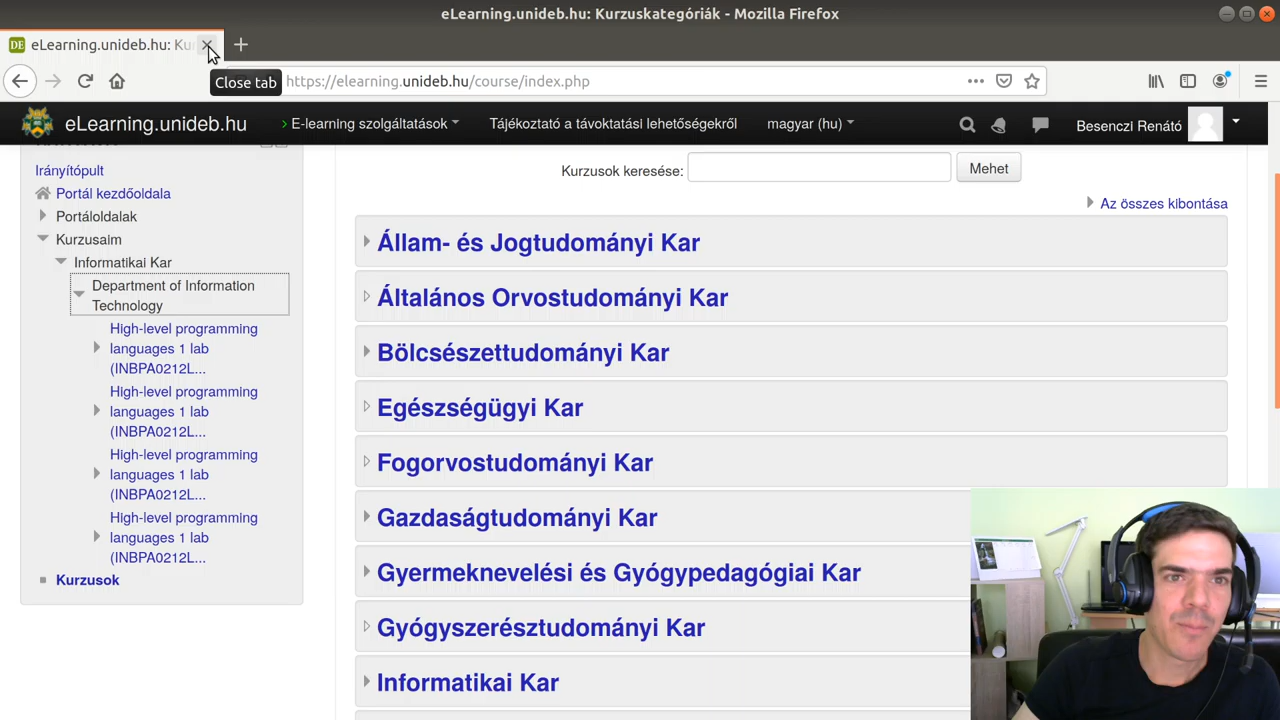 eLearning.unideb.hu: Kurzuskategóriák - Mozilla Firefox
eLearning.unideb.hu: Ku
Close tab
https://elearning.unideb.hu/course/index.php
eLearning.unideb.hu
E-learning szolgáltatások
Tájékoztató a távoktatási lehetőségekről
magyar (hu)
Besenczi Renátó
Irányítópult
Portál kezdőoldala
Portáloldalak
Kurzusaim
Informatikai Kar
Department of Information
Technology
High-level programming
languages 1 lab
(INBPA0212L...
High-level programming
languages 1 lab
(INBPA0212L...
High-level programming
languages 1 lab
(INBPA0212L...
High-level programming
languages 1 lab
(INBPA0212L...
Kurzusok
Kurzusok keresése:
Mehet
Az összes kibontása
Állam- és Jogtudományi Kar
Általános Orvostudományi Kar
Bölcsészettudományi Kar
Egészségügyi Kar
Fogorvostudományi Kar
Gazdaságtudományi Kar
Gyermeknevelési és Gyógypedagógiai Kar
Gyógyszerésztudományi Kar
Informatikai Kar